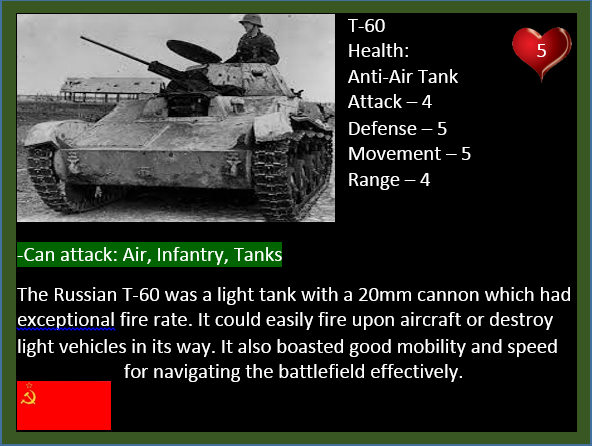 T-60
Health:
5
Anti-Air Tank
Attack – 4
Defense – 5
Movement – 5
Range – 4
-Can attack: Air, Infantry, Tanks
The Russian T-60 was a light tank with a 20mm cannon which had
exceptional fire rate. It could easily fire upon aircraft or destroy
light vehicles in its way. It also boasted good mobility and speed
for navigating the battlefield effectively.